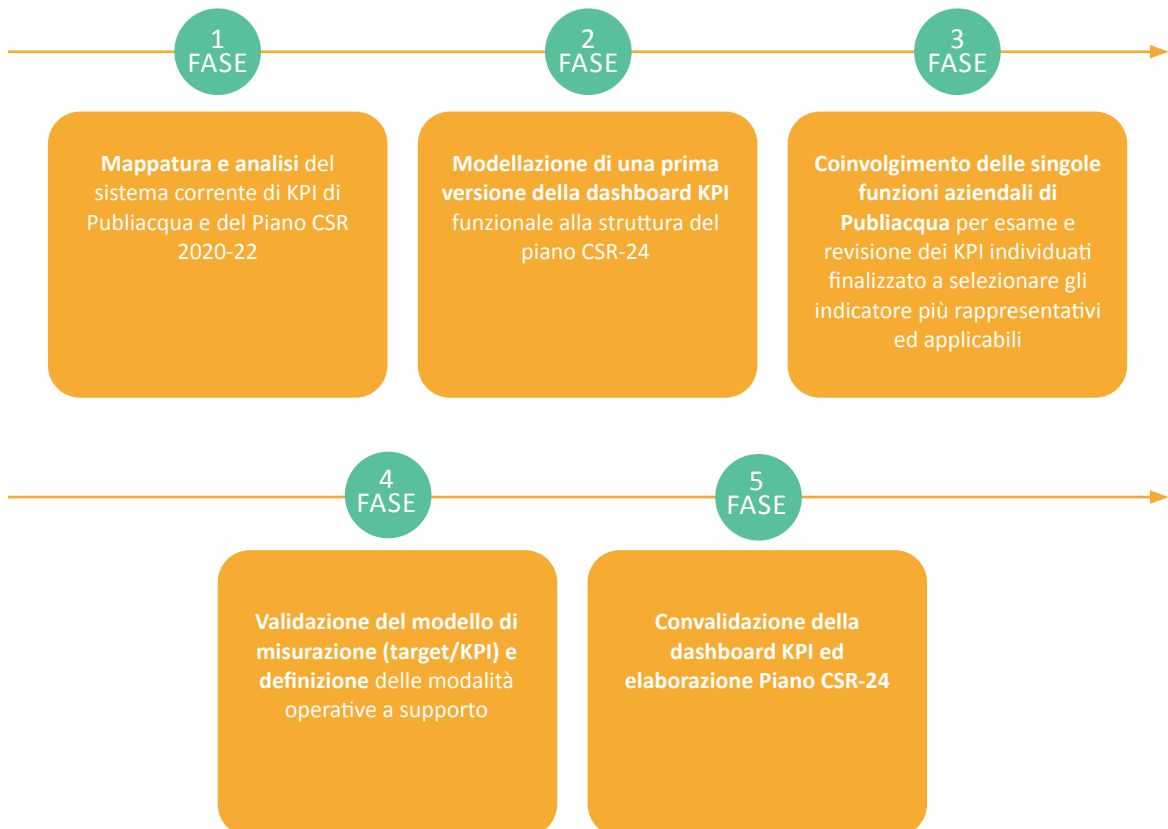 1
FASE
2
FASE
3
FASE
Mappatura e analisi del
sistema corrente di KPI di
Publiacqua e del Piano CSR
2020-22
Modellazione di una prima
versione della dashboard KPI
funzionale alla struttura del
piano CSR-24
Coinvolgimento delle singole
funzioni aziendali di
Publiacqua per esame e
revisione dei KPI individuati
finalizzato a selezionare gli
indicatore più rappresentativi
ed applicabili
4
FASE
5
FASE
Validazione del modello di
misurazione (target/KPI) e
definizione delle modalità
operative a supporto
Convalidazione della
dashboard KPI ed
elaborazione Piano CSR-24